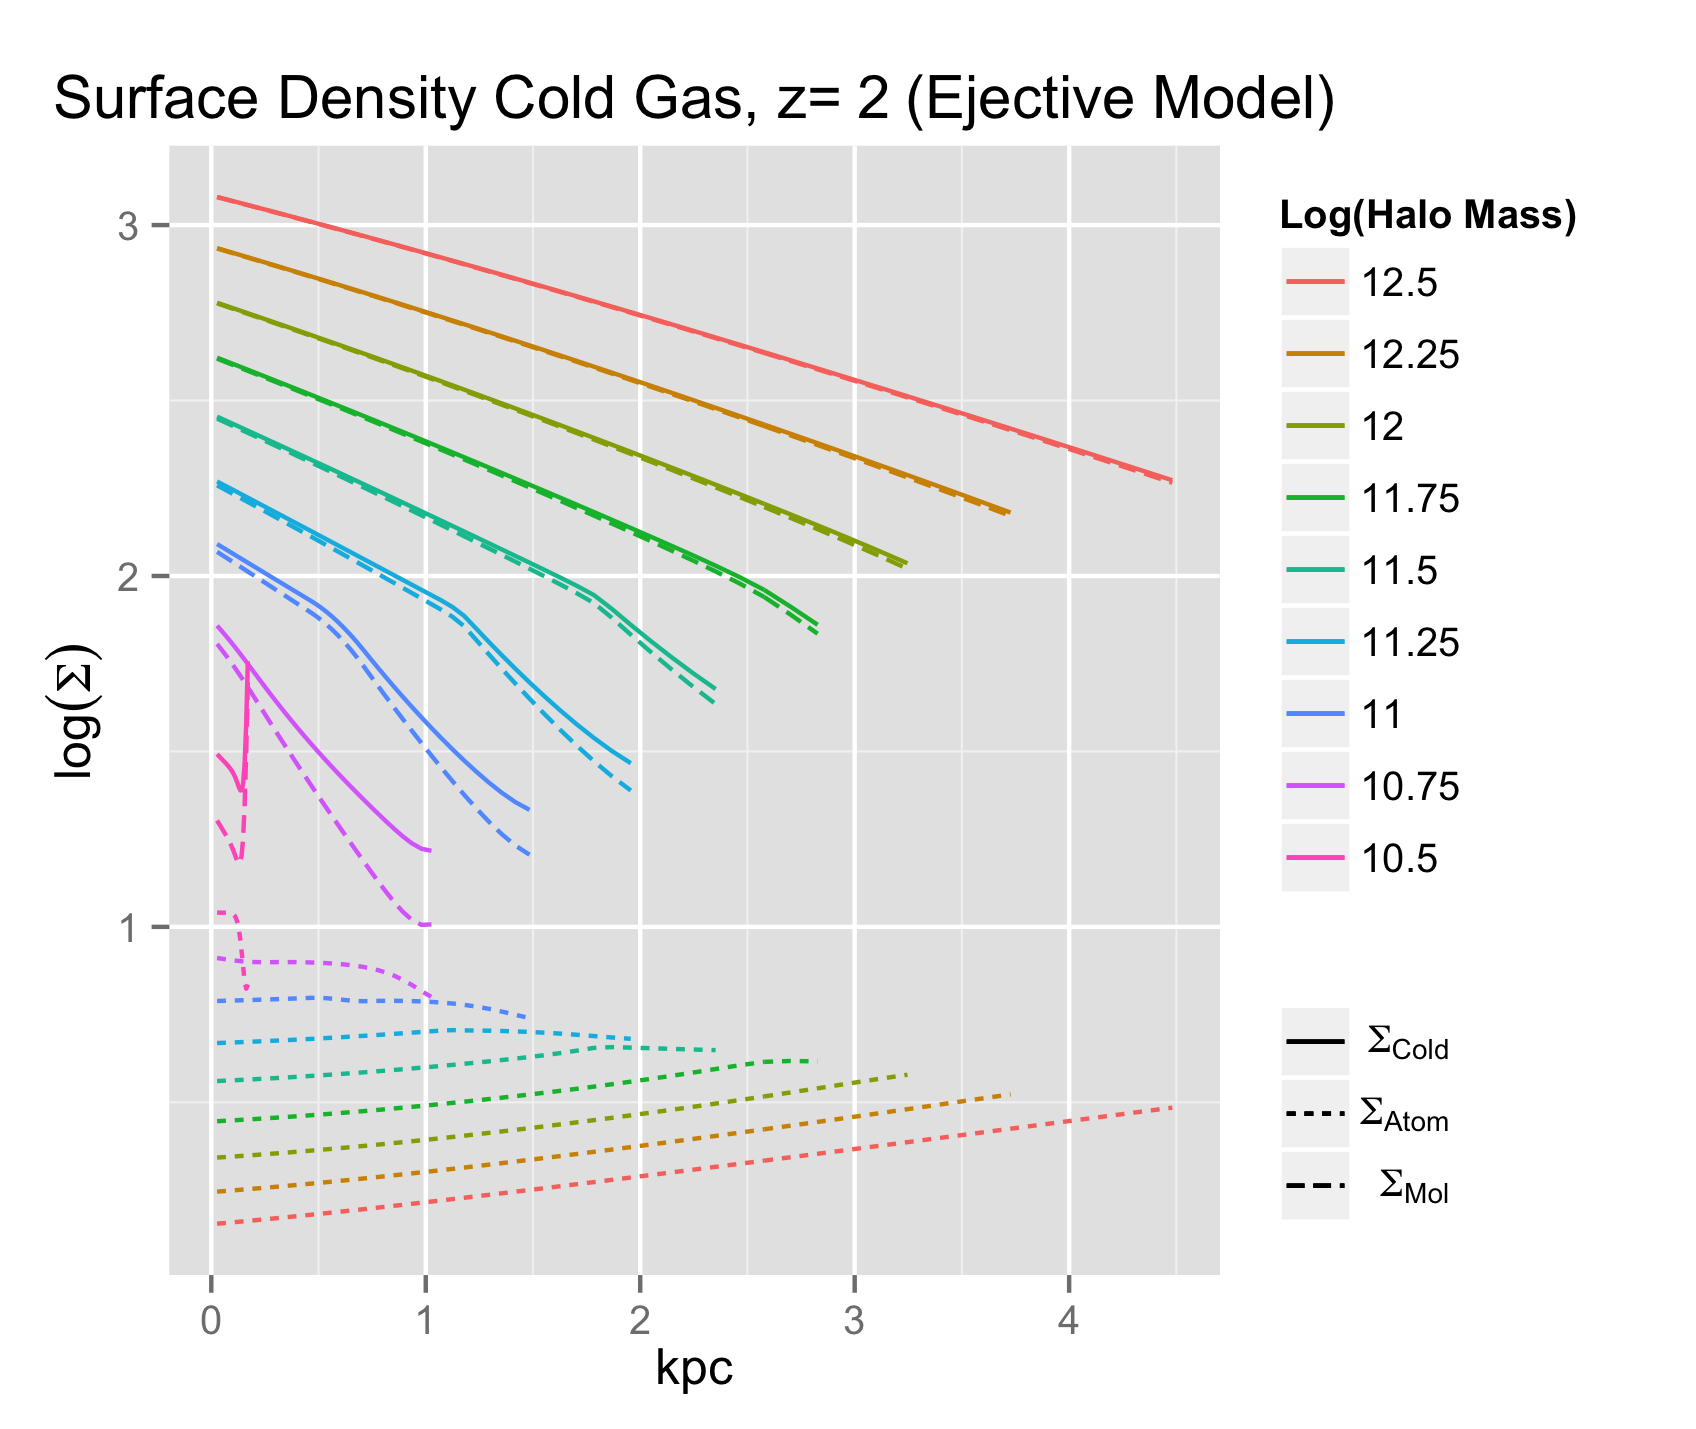 Surface Density Cold Gas, z= 2 (Ejective Model)
log(Σ)
3
2
1
0 1 2 3 4
kpc
Log(Halo Mass)
12.5
12.25
12
11.75
11.5
11.25
11
10.75
10.5
ΣCold
ΣAtom
ΣMol